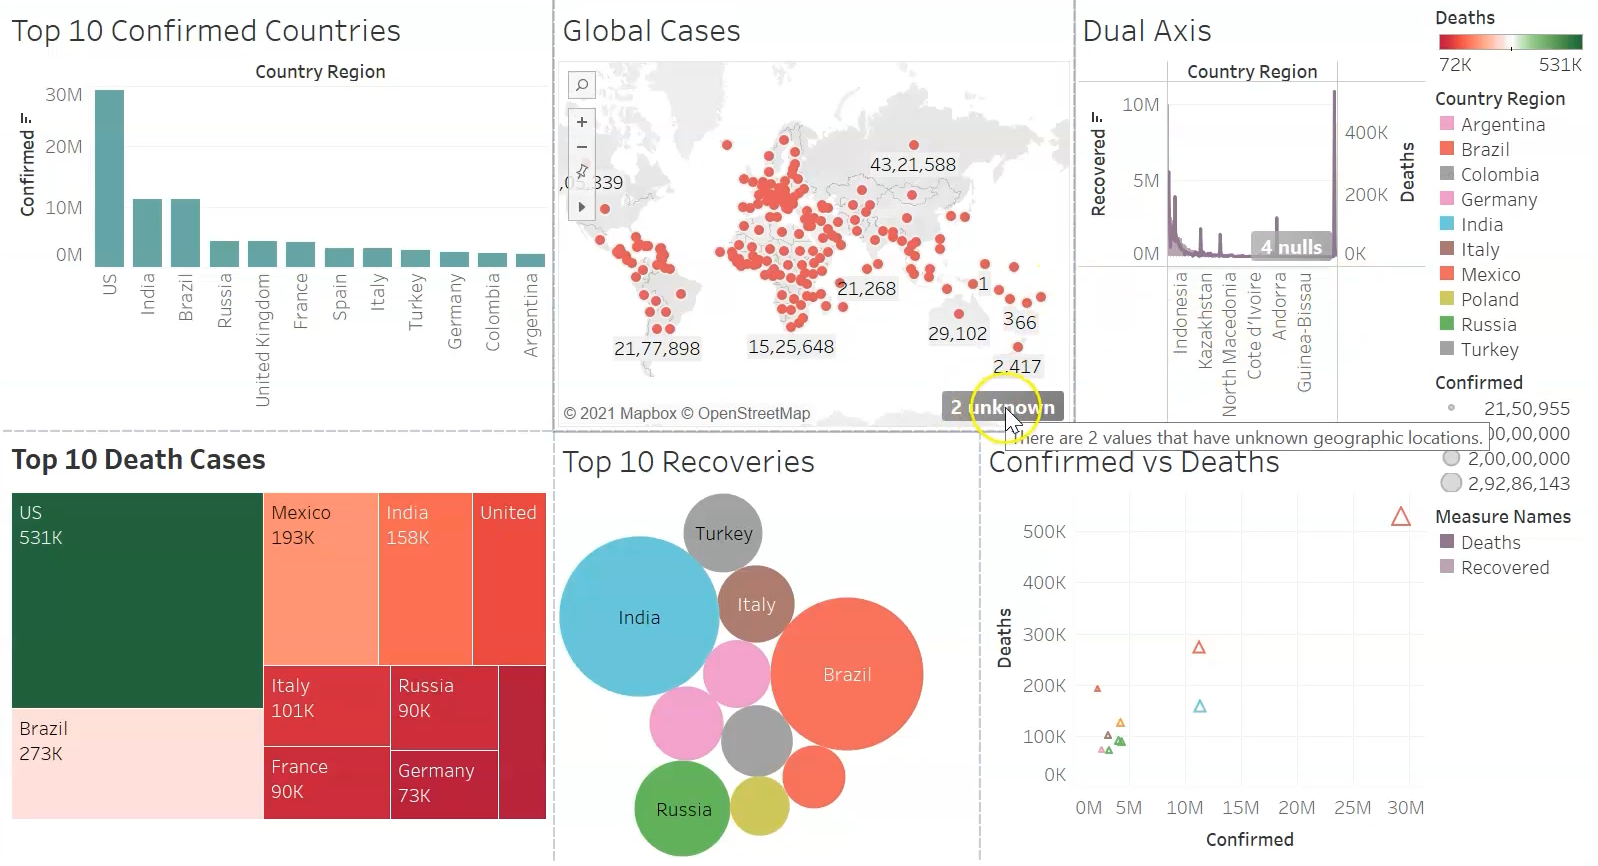 Top 10 Confirmed Countries
Country Region
Confirmed
30M
20M
10M
0M
US
India
Brazil
Russia
United Kingdom
France
Spain
Italy
Turkey
Germany
Colombia
Argentina
Global Cases
43,21,588
339
21,268
1
366
29,102
2,417
21,77,898
15,25,648
© 2021 Mapbox © OpenStreetMap
2 unknown
here are 2 values that have unknown geographic locations.
Dual Axis
Country Region
Recovered
10M
5M
0M
400K
200K
0K
Deaths
4 nulls
Indonesia
Kazakhstan
North Macedonia
Cote d'Ivoire
Andorra
Guinea-Bissau
Deaths
72K 531K
Country Region
Argentina
Brazil
Colombia
Germany
India
Italy
Mexico
Poland
Russia
Turkey
Confirmed
21,50,955
00,00,000
2,00,00,000
2,92,86,143
Measure Names
Deaths
Recovered
Top 10 Death Cases
US
531K
Brazil
273K
Mexico
193K
India
158K
United
Italy
101K
Russia
90K
France
90K
Germany
73K
Top 10 Recoveries
Turkey
Italy
India
Brazil
Russia
Confirmed vs Deaths
Deaths
500K
400K
300K
200K
100K
0K
0M 5M 10M 15M 20M 25M 30M
Confirmed